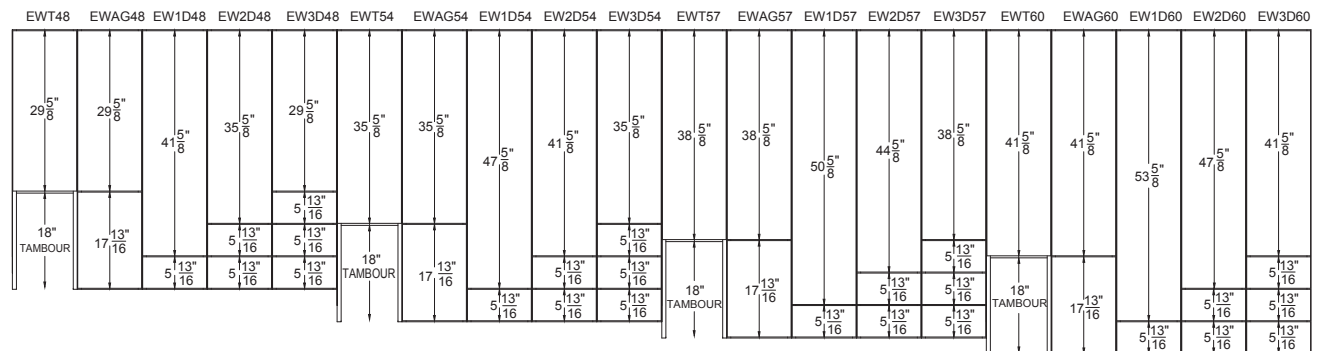 EWT48 EWAG48 EW1D48 EW2D48 EW3D48 EWT54 EWAG54 EW1D54 EW2D54 EW3D54 EWT57 EWAG57 EW1D57 EW2D57 EW3D57 EWT60 EWAG60 EW1D60 EW2D60 EW3D60
29 5/8" 29 5/8" 41 5/8" 35 5/8" 29 5/8" 35 5/8" 35 5/8" 47 5/8" 41 5/8" 35 5/8" 38 5/8" 38 5/8" 50 5/8" 44 5/8" 38 5/8" 41 5/8" 41 5/8" 53 5/8" 47 5/8" 41 5/8"
5 13/16"
18" TAMBOUR 17 13/16" 5 13/16" 5 13/16" 5 13/16"
5 13/16" 5 13/16" 5 13/16"
18" TAMBOUR 17 13/16" 5 13/16" 5 13/16" 5 13/16"
5 13/16" 5 13/16" 5 13/16"
18" TAMBOUR 17 13/16" 5 13/16" 5 13/16" 5 13/16"
5 13/16" 5 13/16" 5 13/16"
18" TAMBOUR 17 13/16" 5 13/16" 5 13/16" 5 13/16"
5 13/16" 5 13/16"